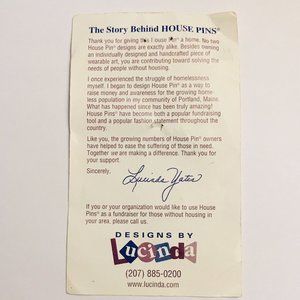 The Story Behind HOUSE PINS®
Thank you for giving this House Pin® a home. No two
House Pin® designs are exactly alike. Besides owning
an individually designed and handcrafted piece of
wearable art, you are contributing toward solving the
needs of people without housing.
I once experienced the struggle of homelessness
myself. I began to design House Pin® as a way to
raise money and awareness for the growing home-
less population in my community of Portland, Maine.
What has happened since has been truly amazing!
House Pins® have become both a popular fundraising
tool and a popular fashion statement throughout the
country.
Like you, the growing numbers of House Pin® owners
have helped to ease the suffering of those in need.
Together we are making a difference. Thank you for
your support
Sincerely,
Lucinda Yates
If you or your organization would like to use House
Pins® as a fundraiser for those without housing in
your area, please call us.
DESIGNS BY
Lucinda
(207) 885-0200
www.lucinda.com